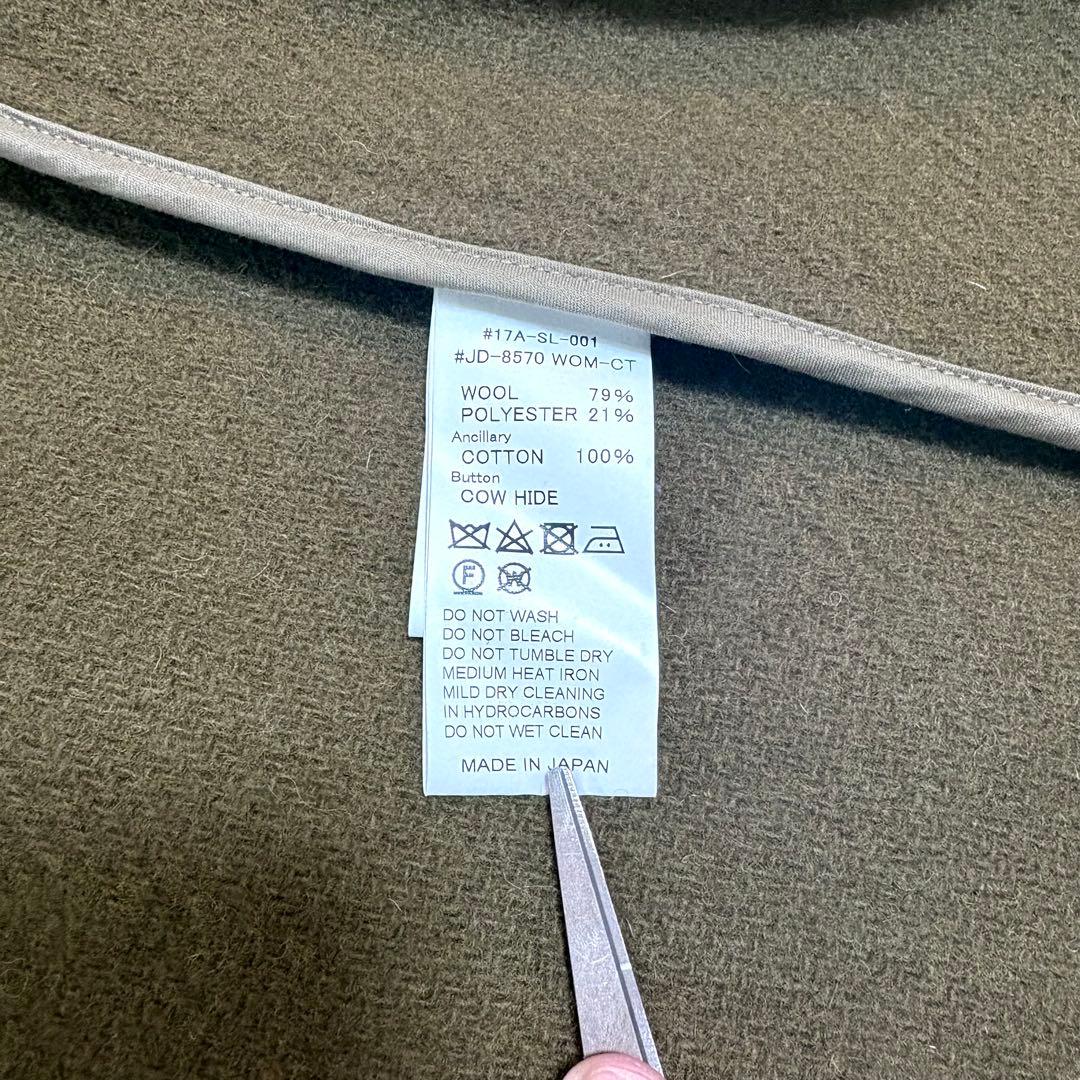 #17A-SL-001
#JD-8570 WOM-CT
WOOL 79%
POLYESTER 21%
Ancillary
COTTON 100%
Button
COW HIDE
F W
DO NOT WASH
DO NOT BLEACH
DO NOT TUMBLE DRY
MEDIUM HEAT IRON
MILD DRY CLEANING
IN HYDROCARBONS
DO NOT WET CLEAN
MADE IN JAPAN